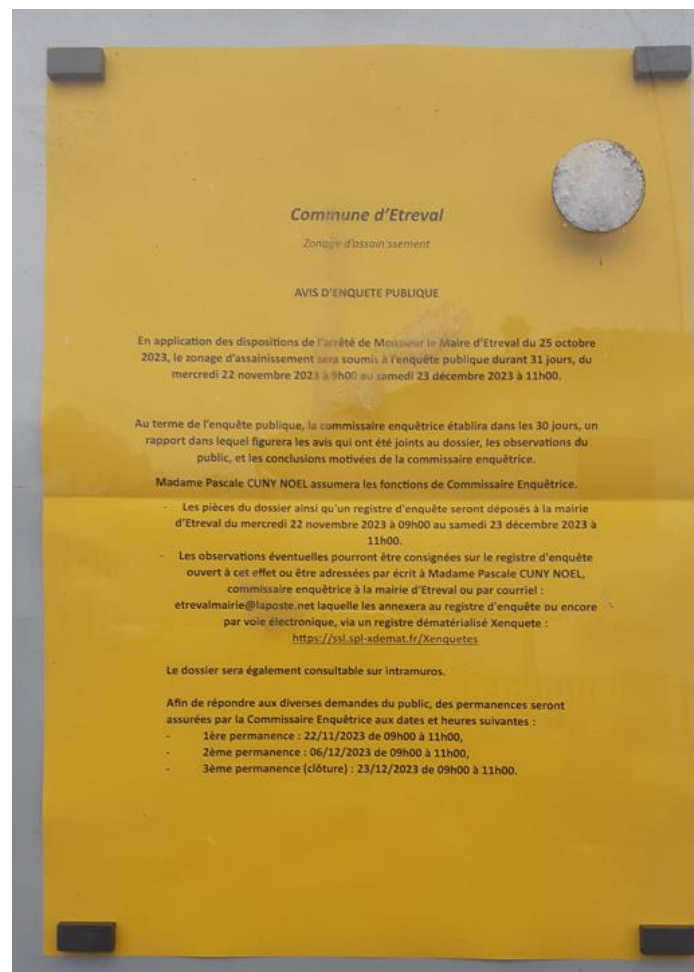 Commune d'Etreval
Zonage d'assainissement
AVIS D'ENQUETE PUBLIQUE
En application des dispositions de l'arrêté de Monsieur le Maire d'Etreval du 25 octobre
2023, le zonage d'assainissement sera soumis à l'enquête publique durant 31 jours, du
mercredi 22 novembre 2023 à 9h00 au samedi 23 décembre 2023 à 11h00.
Au terme de l'enquête publique, la commissaire enquêtrice établira dans les 30 jours, un
rapport dans lequel figurera les avis qui ont été joints au dossier, les observations du
public, et les conclusions motivées de la commissaire enquêtrice.
Madame Pascale CUNY NOEL assumera les fonctions de Commissaire Enquêtrice.
- Les pièces du dossier ainsi qu'un registre d'enquête seront déposés à la mairie
d'Etreval du mercredi 22 novembre 2023 à 09h00 au samedi 23 décembre 2023 à
11h00.
- Les observations éventuelles pourront être consignées sur le registre d'enquête
ouvert à cet effet ou être adressées par écrit à Madame Pascale CUNY NOEL,
commissaire enquêtrice à la mairie d'Etreval ou par courriel :
etrevalmairie@laposte.net laquelle les annexera au registre d'enquête ou encore
par voie électronique, via un registre dématérialisé Xenquete :
https://ssl.spl-xdemat.fr/Xenquetes
Le dossier sera également consultable sur intramuros.
Afin de répondre aux diverses demandes du public, des permanences seront
assurées par la Commissaire Enquêtrice aux dates et heures suivantes :
- 1ère permanence : 22/11/2023 de 09h00 à 11h00,
- 2ème permanence : 06/12/2023 de 09h00 à 11h00,
- 3ème permanence (clôture) : 23/12/2023 de 09h00 à 11h00.